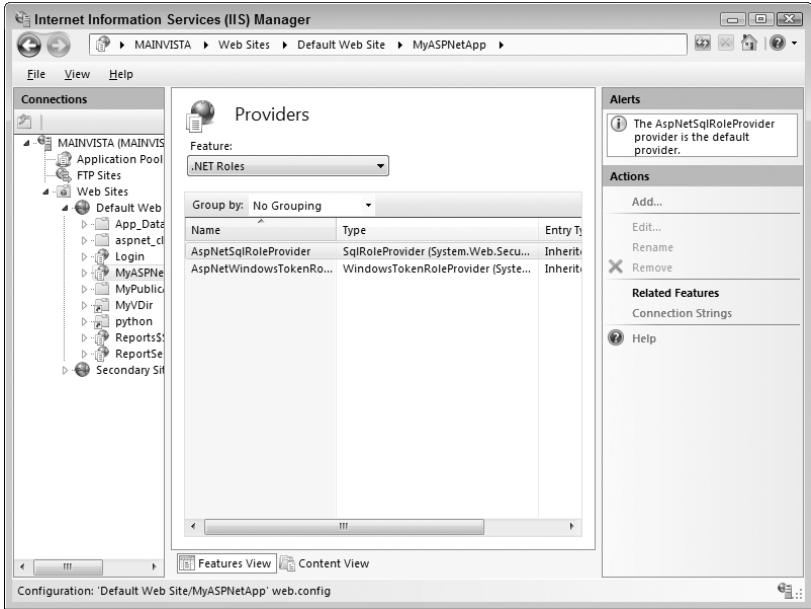 Internet Information Services (IIS) Manager
MAINVISTA Web Sites Default Web Site MyASPNetApp
File View Help
Connections
MAINVISTA (MAINVIS
Application Pool
FTP Sites
Web Sites
Default Web
App_Data
aspnet_cl
Login
MyASPNe
MyPublic
MyVDir
python
Reports$
ReportSe
Secondary Sit
Providers
Feature:
.NET Roles
Group by: No Grouping
Name Type Entry Ty
AspNetSqlRoleProvider SqlRoleProvider (System.Web.Secu... Inherit
AspNetWindowsTokenRo... WindowsTokenRoleProvider (Syste... Inherit
Features View Content View
Alerts
The AspNetSqlRoleProvider
provider is the default
provider.
Actions
Add...
Edit...
Rename
Remove
Related Features
Connection Strings
Help
Configuration: 'Default Web Site/MyASPNetApp' web.config